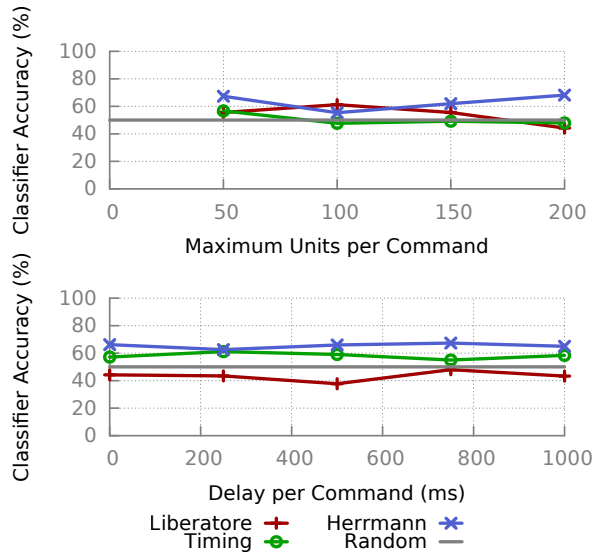 Classifier Accuracy (%)
100
80
60
40
20
0
0 50 100 150 200
Maximum Units per Command
Classifier Accuracy (%)
100
80
60
40
20
0
0 200 400 600 800 1000
Delay per Command (ms)
Liberatore Herrmann
Timing Random